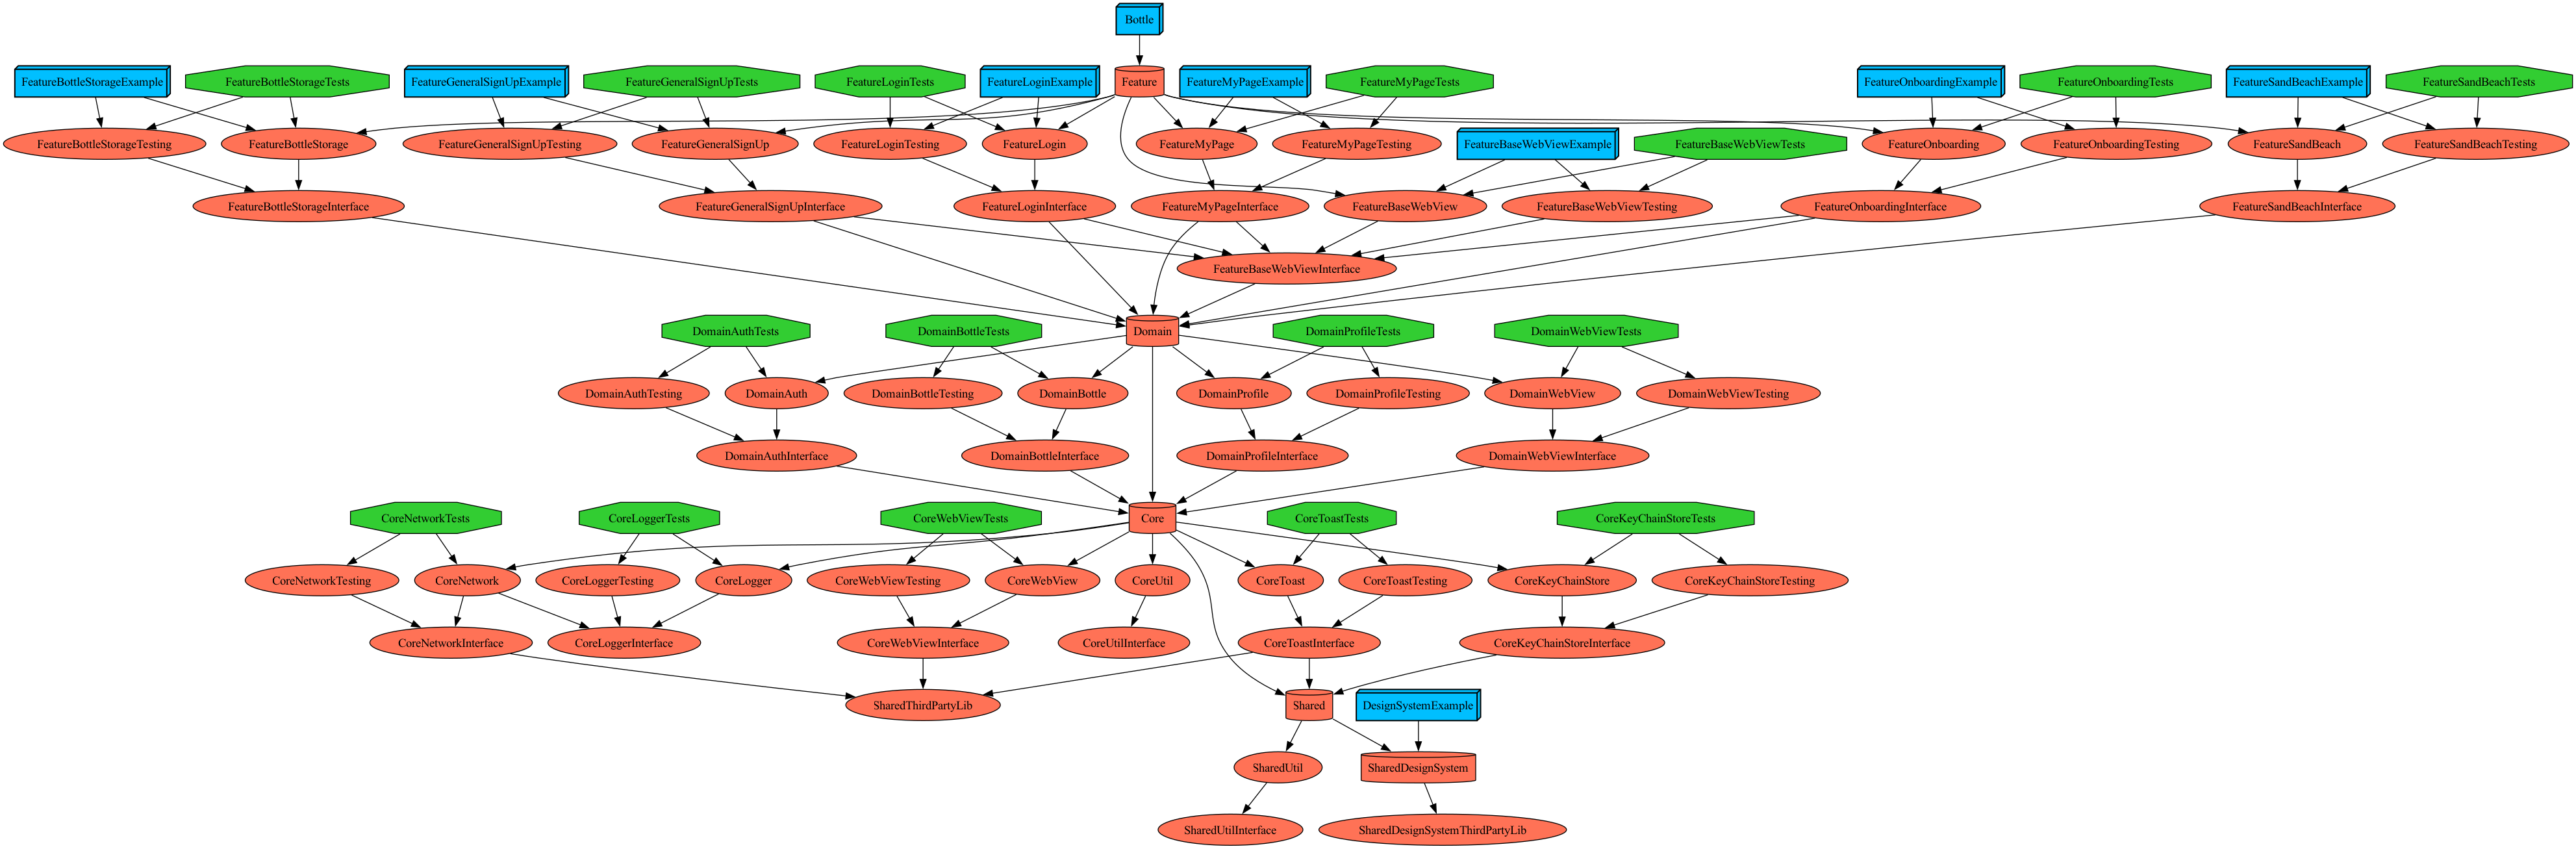 Bottle
FeatureBottleStorageExample
FeatureBottleStorageTests
FeatureGeneralSignUpExample
FeatureGeneralSignUpTests
FeatureLoginTests
FeatureLoginExample
Feature
FeatureMyPageExample
FeatureMyPageTests
FeatureOnboardingExample
FeatureOnboardingTests
FeatureSandBeachExample
FeatureSandBeachTests
FeatureBottleStorageTesting
FeatureBottleStorage
FeatureGeneralSignUpTesting
FeatureGeneralSignUp
FeatureLoginTesting
FeatureLogin
FeatureMyPage
FeatureMyPageTesting
FeatureBaseWebViewExample
FeatureBaseWebViewTests
FeatureOnboarding
FeatureOnboardingTesting
FeatureSandBeach
FeatureSandBeachTesting
FeatureBottleStorageInterface
FeatureGeneralSignUpInterface
FeatureLoginInterface
FeatureMyPageInterface
FeatureBaseWebView
FeatureBaseWebViewTesting
FeatureOnboardingInterface
FeatureSandBeachInterface
FeatureBaseWebViewInterface
DomainAuthTests
DomainBottleTests
Domain
DomainProfileTests
DomainWebViewTests
DomainAuthTesting
DomainAuth
DomainBottleTesting
DomainBottle
DomainProfile
DomainProfileTesting
DomainWebView
DomainWebViewTesting
DomainAuthInterface
DomainBottleInterface
DomainProfileInterface
DomainWebViewInterface
CoreNetworkTests
CoreLoggerTests
CoreWebViewTests
Core
CoreToastTests
CoreKeyChainStoreTests
CoreNetworkTesting
CoreNetwork
CoreLoggerTesting
CoreLogger
CoreWebViewTesting
CoreWebView
CoreUtil
CoreToast
CoreToastTesting
CoreKeyChainStore
CoreKeyChainStoreTesting
CoreNetworkInterface
CoreLoggerInterface
CoreWebViewInterface
CoreUtilInterface
CoreToastInterface
CoreKeyChainStoreInterface
SharedThirdPartyLib
Shared
DesignSystemExample
SharedUtil
SharedDesignSystem
SharedUtilInterface
SharedDesignSystemThirdPartyLib